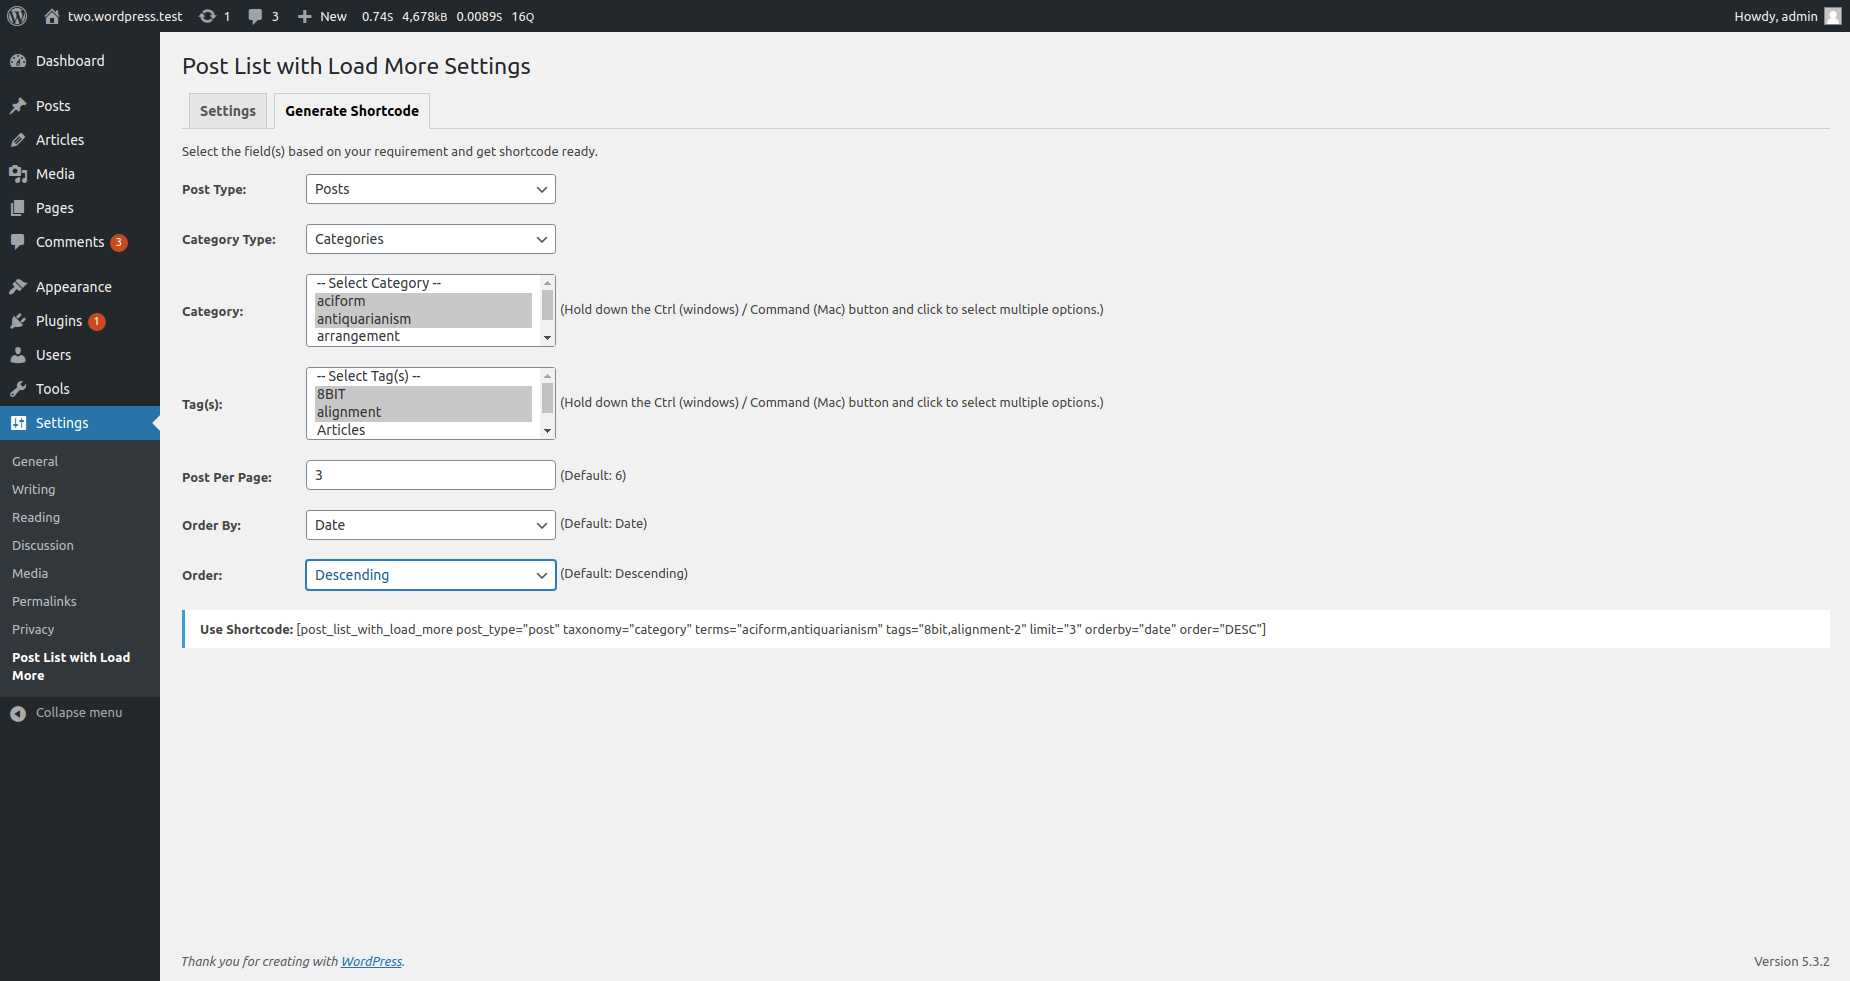 two.wordpress.test 1 3 New 0.74S 4,678KB 0.0089S 16Q Howdy, admin
Dashboard
Posts
Articles
Media
Pages
Comments 3
Appearance
Plugins 1
Users
Tools
Settings
General
Writing
Reading
Discussion
Media
Permalinks
Privacy
Post List with Load
More
Collapse menu
Post List with Load More Settings
Settings Generate Shortcode
Select the field(s) based on your requirement and get shortcode ready.
Post Type: Posts
Category Type: Categories
Category:
-- Select Category --
aciform
antiquarianism
arrangement
(Hold down the Ctrl (windows) / Command (Mac) button and click to select multiple options.)
Tag(s):
-- Select Tag(s) --
8BIT
alignment
Articles
(Hold down the Ctrl (windows) / Command (Mac) button and click to select multiple options.)
Post Per Page: 3 (Default: 6)
Order By: Date (Default: Date)
Order: Descending (Default: Descending)
Use Shortcode: [post_list_with_load_more post_type="post" taxonomy="category" terms="aciform,antiquarianism" tags="8bit,alignment-2" limit="3" orderby="date" order="DESC"]
Thank you for creating with WordPress. Version 5.3.2